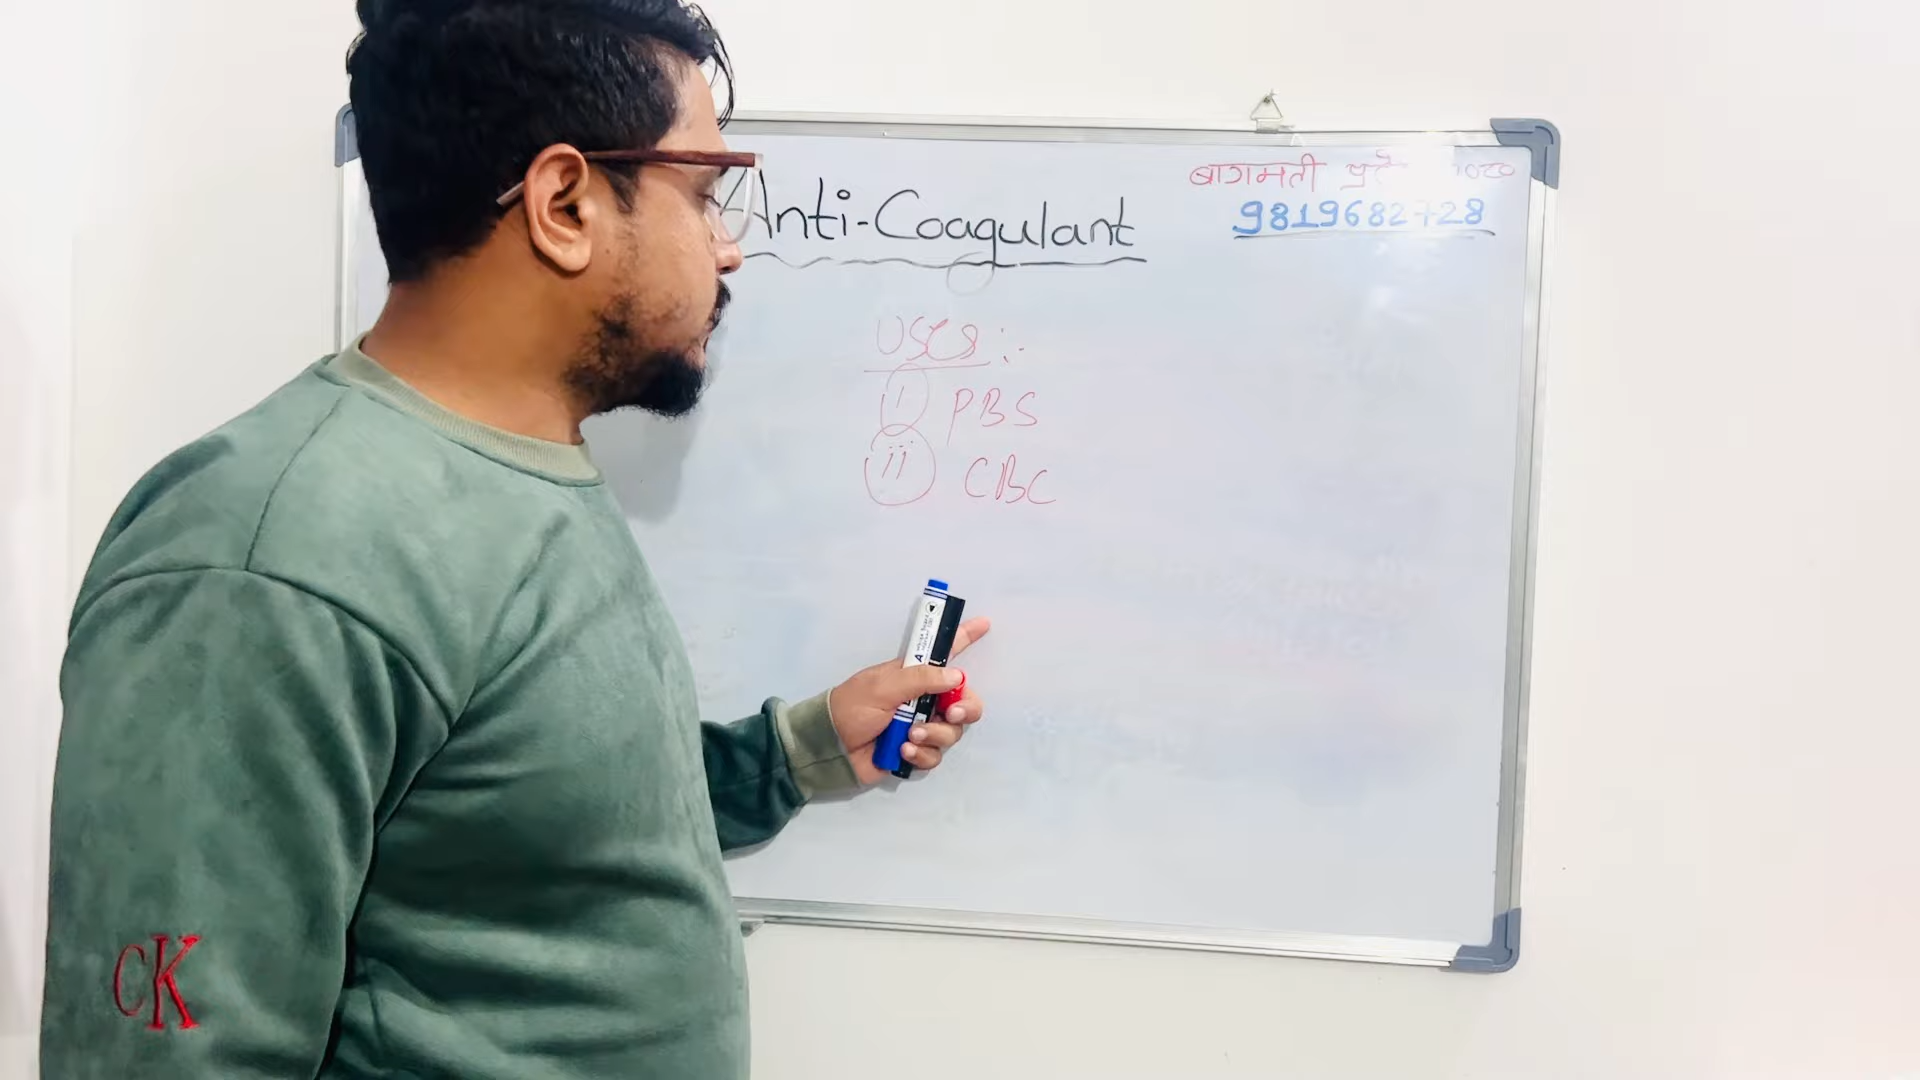 Anti-Coagulant
बागमती
9819682728
Uses :-
i PBS
ii CBC
CK